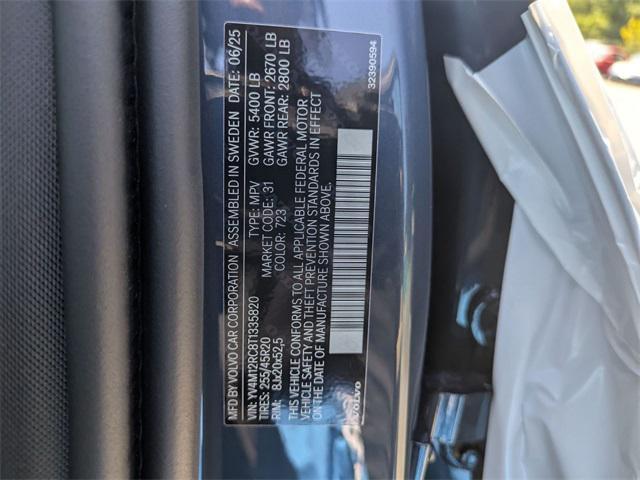 MFD BY VOLVO CAR CORPORATION ASSEMBLED IN SWEDEN DATE: 06/25
VIN: YV4M12RC8T1335820 TYPE: MPV GVWR: 5400 LB
TIRES: 255/45R20 MARKET CODE: 31 GAWR FRONT: 2670 LB
RIM: 8Jx20x52,5 COLOR: 723 GAWR REAR: 2800 LB
THIS VEHICLE CONFORMS TO ALL APPLICABLE FEDERAL MOTOR
VEHICLE SAFETY AND THEFT PREVENTION STANDARDS IN EFFECT
ON THE DATE OF MANUFACTURE SHOWN ABOVE.
VOLVO 32390594